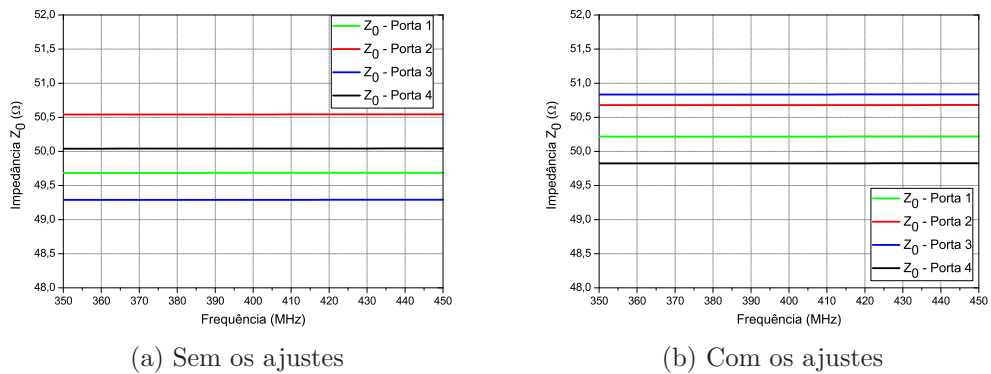 52,0
51,5
51,0
50,5
50,0
49,5
49,0
48,5
48,0
Impedância Z0 (Ω)
Z0 - Porta 1
Z0 - Porta 2
Z0 - Porta 3
Z0 - Porta 4
350 360 370 380 390 400 410 420 430 440 450
Frequência (MHz)
(a) Sem os ajustes
52,0
51,5
51,0
50,5
50,0
49,5
49,0
48,5
48,0
Impedância Z0 (Ω)
Z0 - Porta 1
Z0 - Porta 2
Z0 - Porta 3
Z0 - Porta 4
350 360 370 380 390 400 410 420 430 440 450
Frequência (MHz)
(b) Com os ajustes